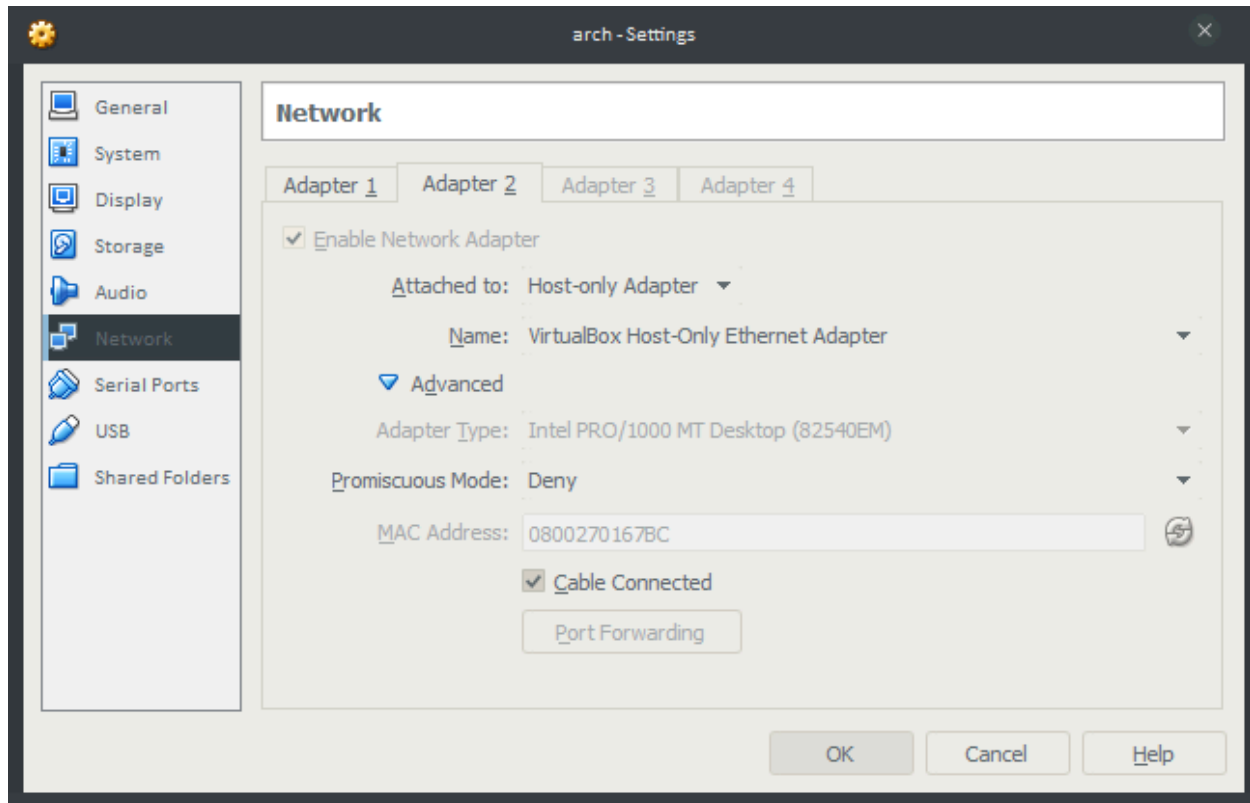 arch - Settings
General
System
Display
Storage
Audio
Network
Serial Ports
USB
Shared Folders
Network
Adapter 1 Adapter 2 Adapter 3 Adapter 4
Enable Network Adapter
Attached to: Host-only Adapter
Name: VirtualBox Host-Only Ethernet Adapter
Advanced
Adapter Type: Intel PRO/1000 MT Desktop (82540EM)
Promiscuous Mode: Deny
MAC Address: 0800270167BC
Cable Connected
Port Forwarding
OK Cancel Help